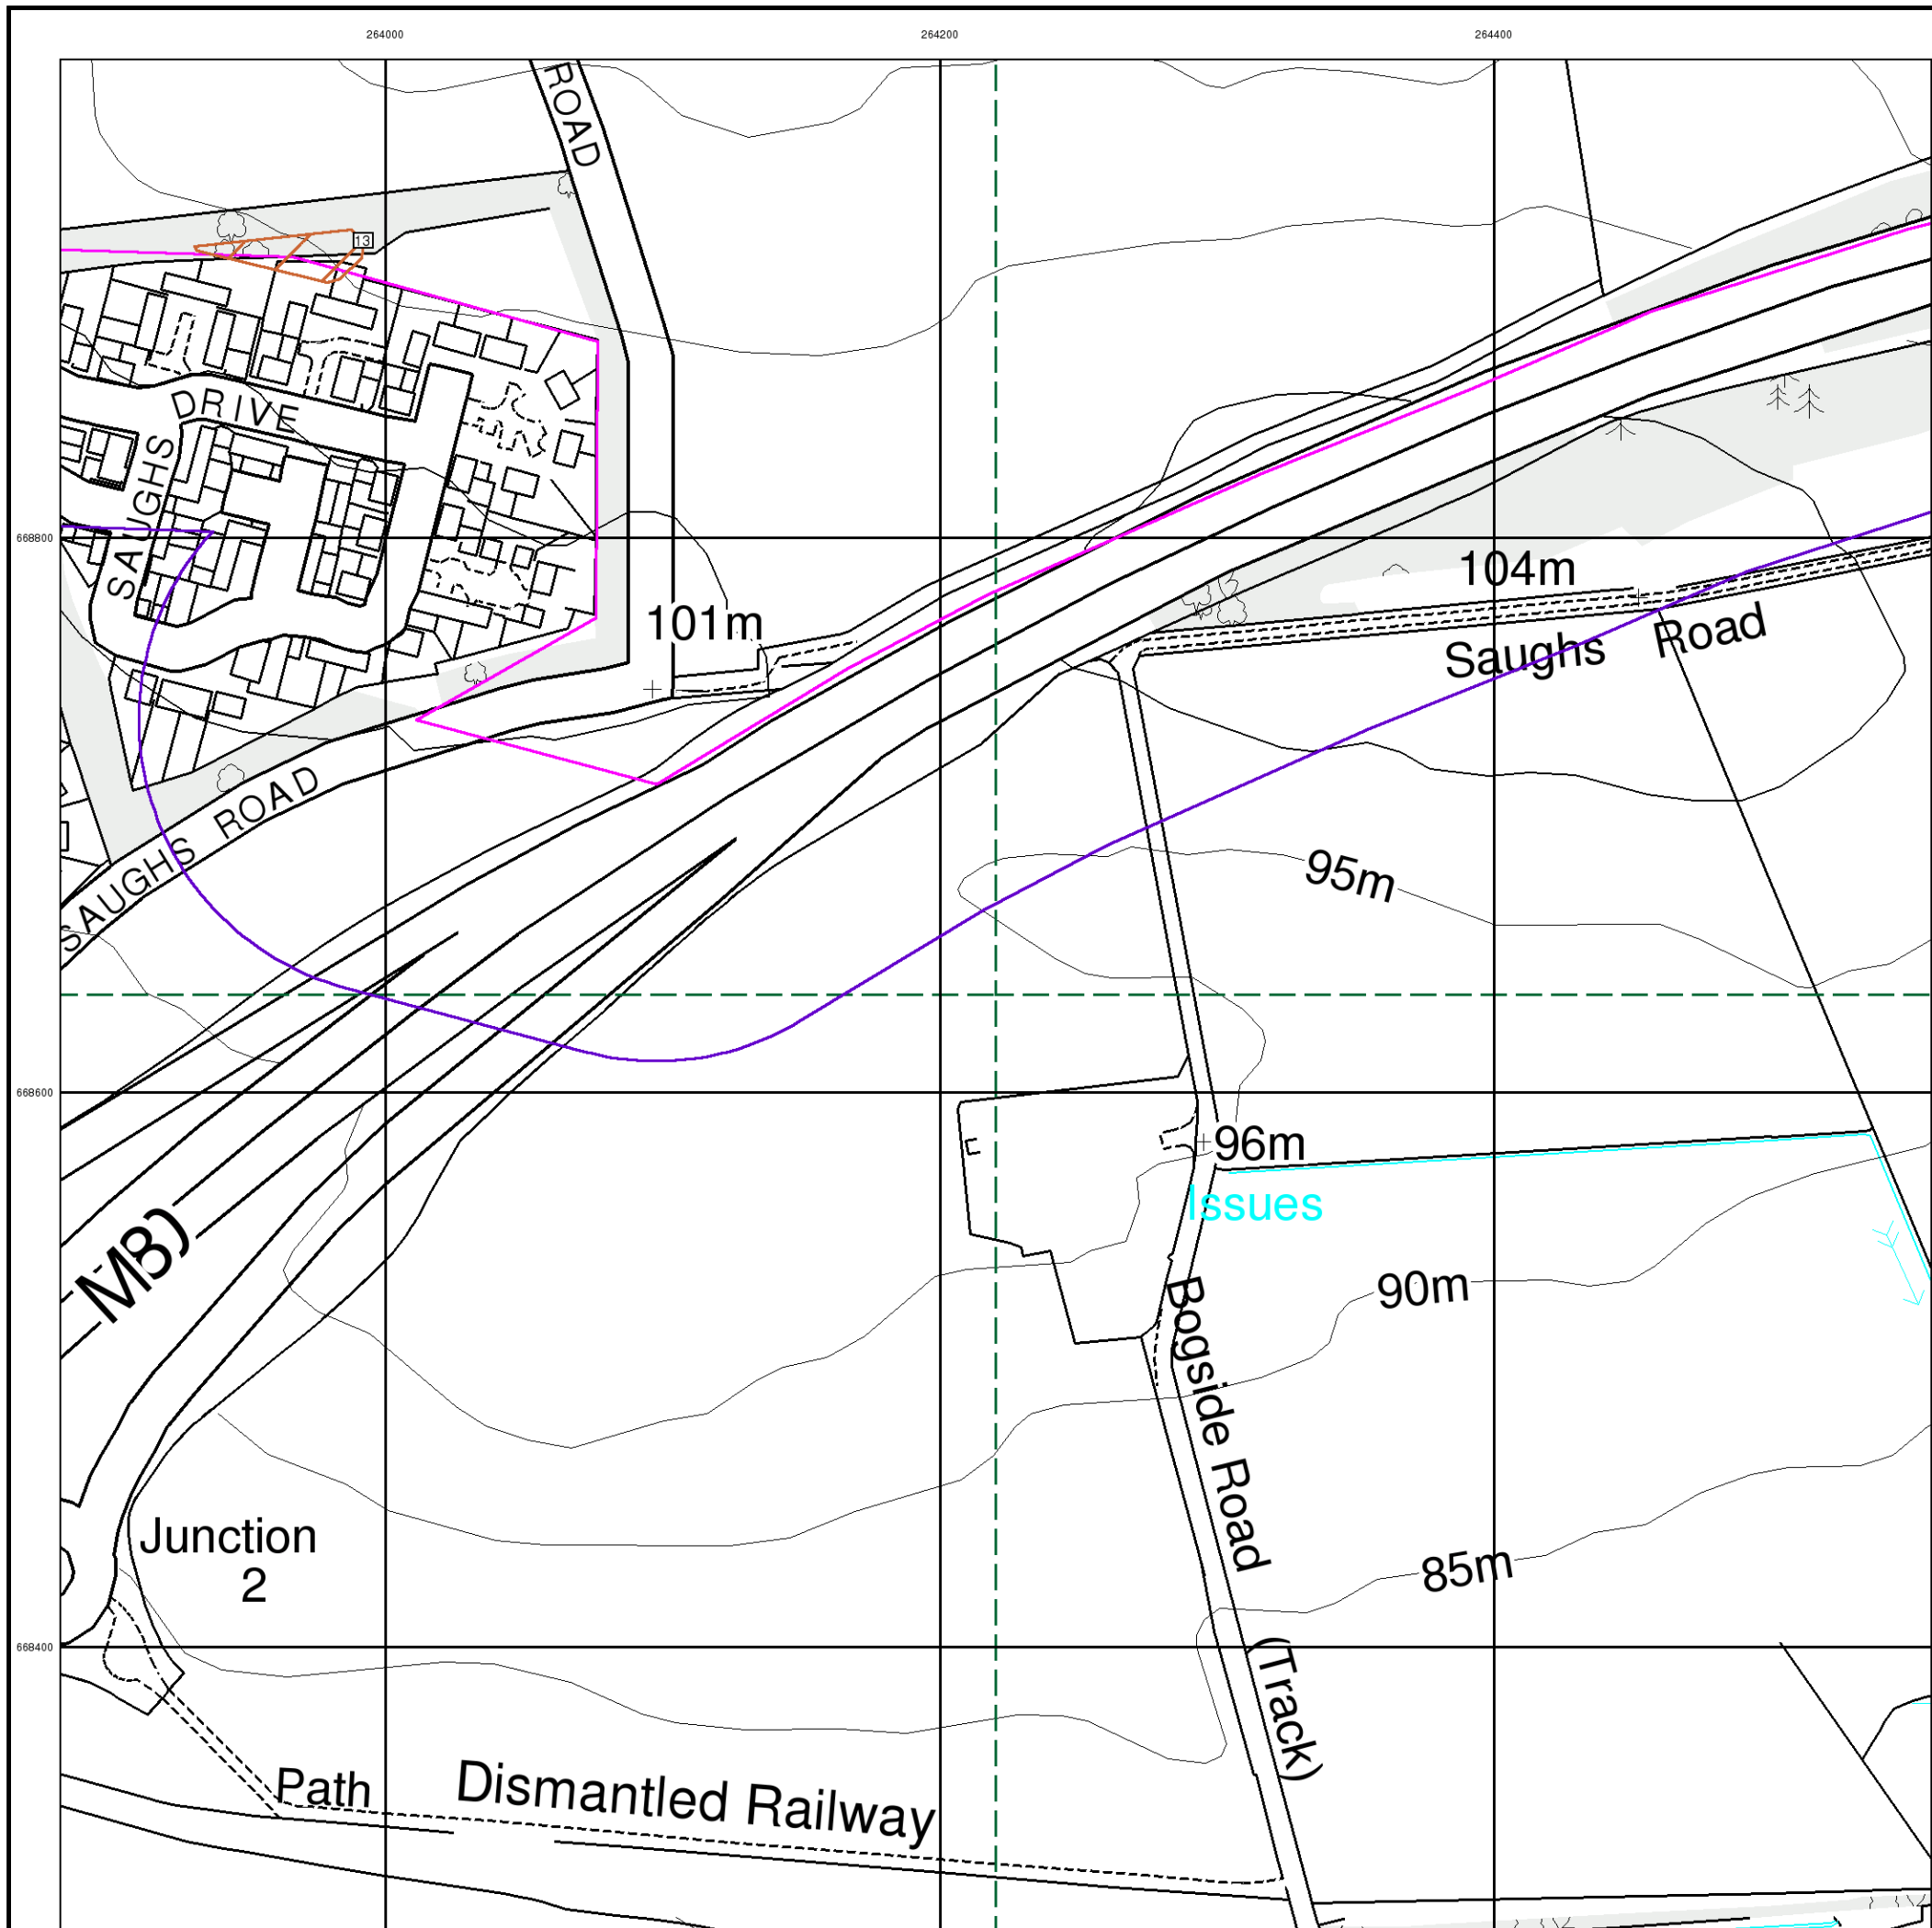 264000
264200
264400
ROAD
13
DRIVE
SAUGHS
668800
104m
101m
Saughs Road
SAUGHS ROAD
95m
668600
96m
Issues
M8)
90m
Bogside Road
Junction
2
85m
668400
(Track)
Path
Dismantled Railway